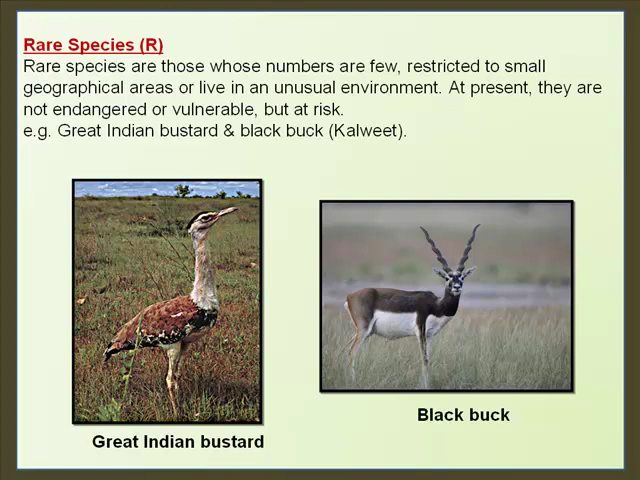 Rare Species (R)
Rare species are those whose numbers are few, restricted to small
geographical areas or live in an unusual environment. At present, they are
not endangered or vulnerable, but at risk.
e.g. Great Indian bustard & black buck (Kalweet).
Black buck
Great Indian bustard